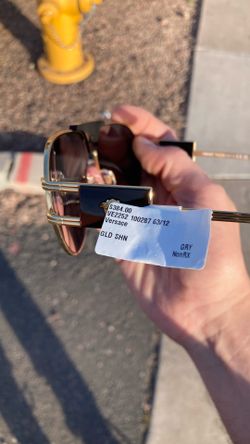 $384.00
VE2252 100287 63/12
Versace
GLD SHN
GRY
NonRX